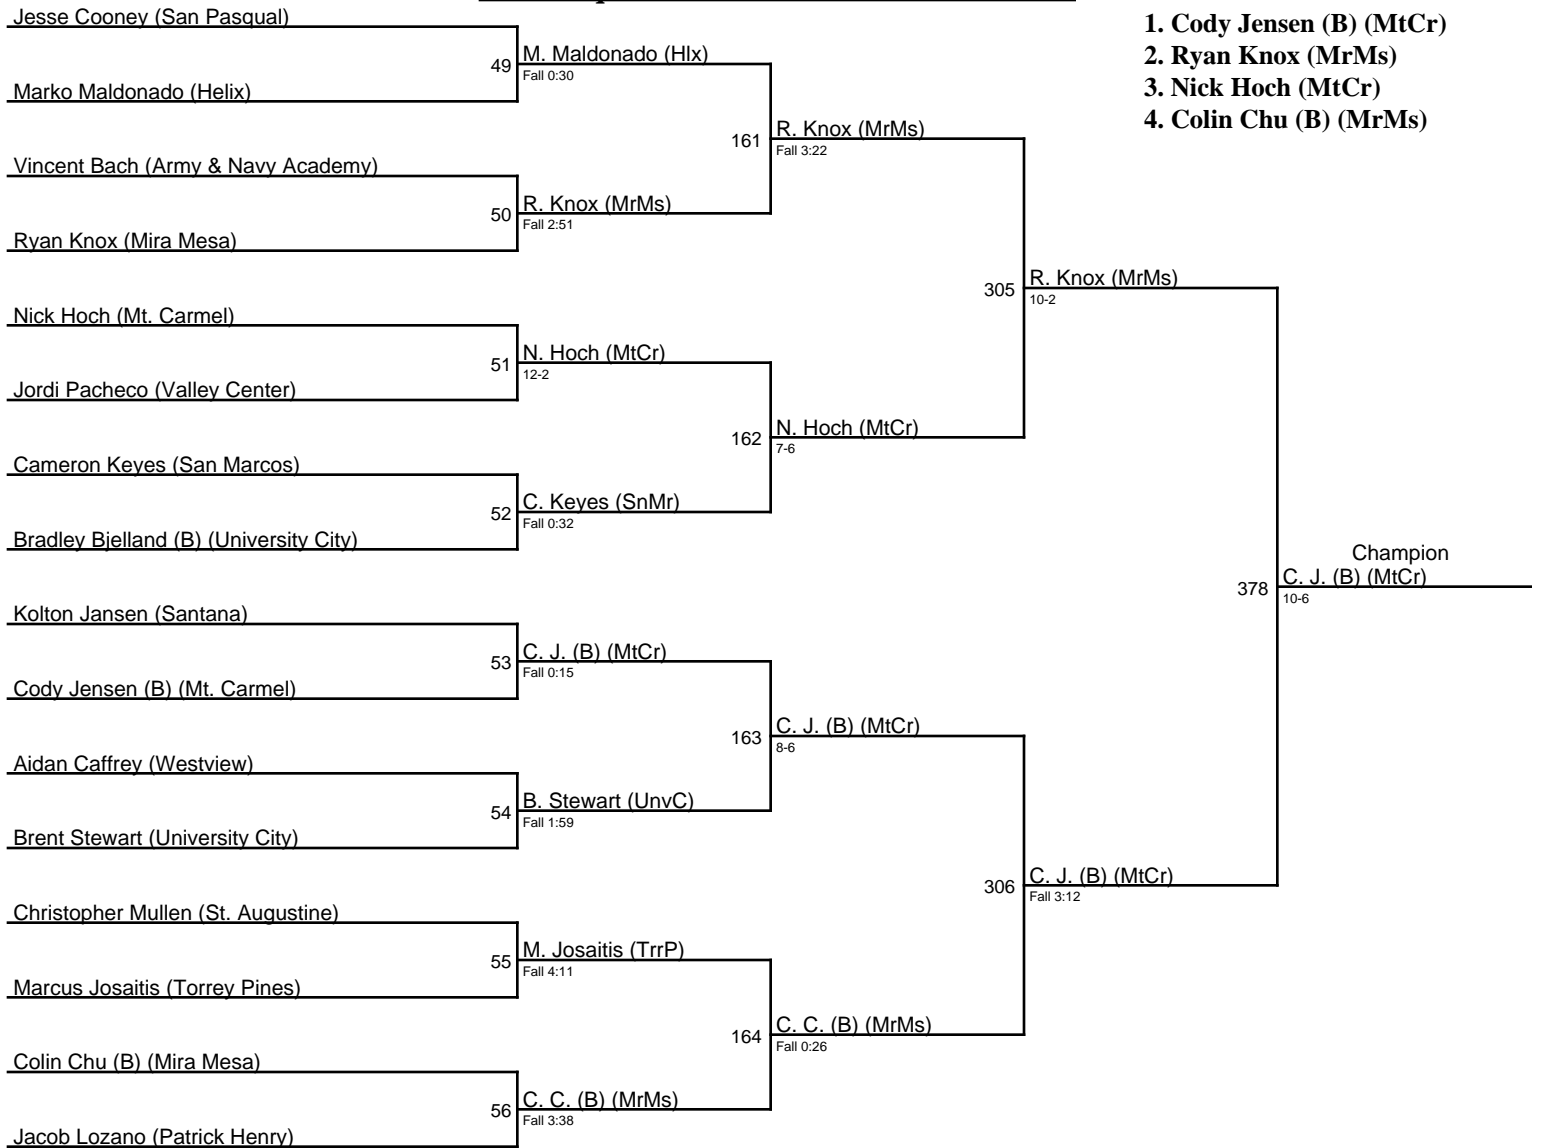 Jesse Cooney (San Pasqual)
Marko Maldonado (Helix)
Vincent Bach (Army & Navy Academy)
Ryan Knox (Mira Mesa)
Nick Hoch (Mt. Carmel)
Jordi Pacheco (Valley Center)
Cameron Keyes (San Marcos)
Bradley Bjelland (B) (University City)
Kolton Jansen (Santana)
Cody Jensen (B) (Mt. Carmel)
Aidan Caffrey (Westview)
Brent Stewart (University City)
Christopher Mullen (St. Augustine)
Marcus Josaitis (Torrey Pines)
Colin Chu (B) (Mira Mesa)
Jacob Lozano (Patrick Henry)
49
M. Maldonado (Hlx)
Fall 0:30
50
R. Knox (MrMs)
Fall 2:51
51
N. Hoch (MtCr)
12-2
52
C. Keyes (SnMr)
Fall 0:32
53
C. J. (B) (MtCr)
Fall 0:15
54
B. Stewart (UnvC)
Fall 1:59
55
M. Josaitis (TrrP)
Fall 4:11
56
C. C. (B) (MrMs)
Fall 3:38
161
R. Knox (MrMs)
Fall 3:22
162
N. Hoch (MtCr)
7-6
163
C. J. (B) (MtCr)
8-6
164
C. C. (B) (MrMs)
Fall 0:26
305
R. Knox (MrMs)
10-2
306
C. J. (B) (MtCr)
Fall 3:12
378
Champion
C. J. (B) (MtCr)
10-6
1. Cody Jensen (B) (MtCr)
2. Ryan Knox (MrMs)
3. Nick Hoch (MtCr)
4. Colin Chu (B) (MrMs)